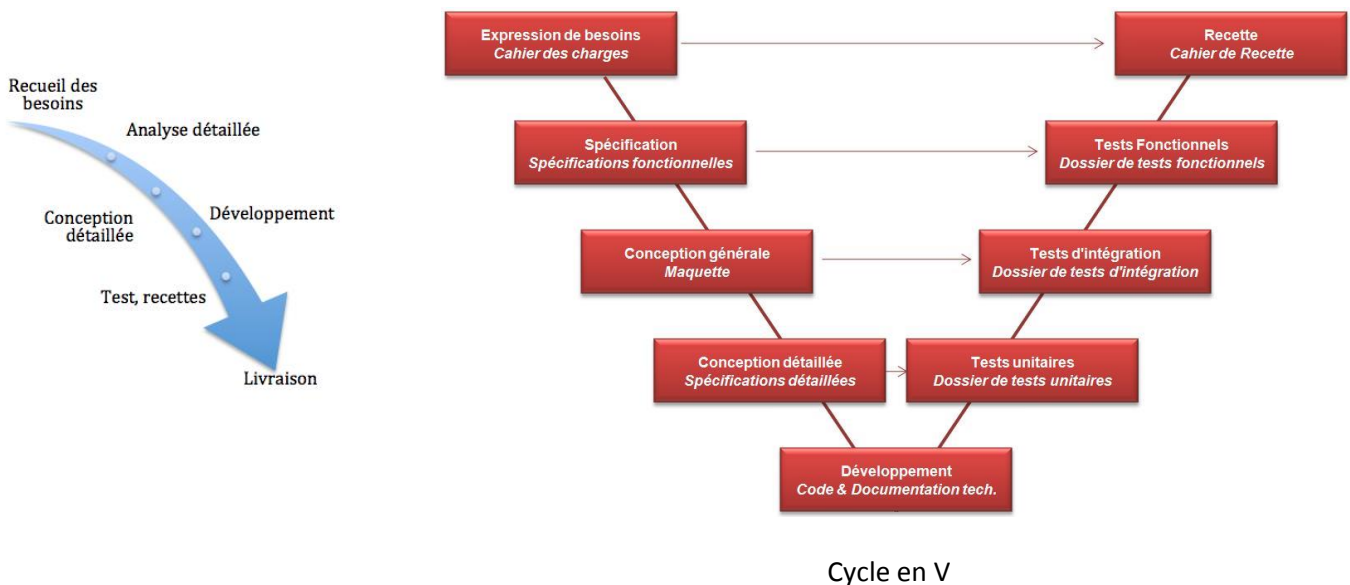 Recueil des
besoins
Analyse détaillée
Conception
détaillée
Développement
Test, recettes
Livraison
Expression de besoins
Cahier des charges
Recette
Cahier de Recette
Spécification
Spécifications fonctionnelles
Tests Fonctionnels
Dossier de tests fonctionnels
Conception générale
Maquette
Tests d'intégration
Dossier de tests d'intégration
Conception détaillée
Spécifications détaillées
Tests unitaires
Dossier de tests unitaires
Développement
Code & Documentation tech.
Cycle en V